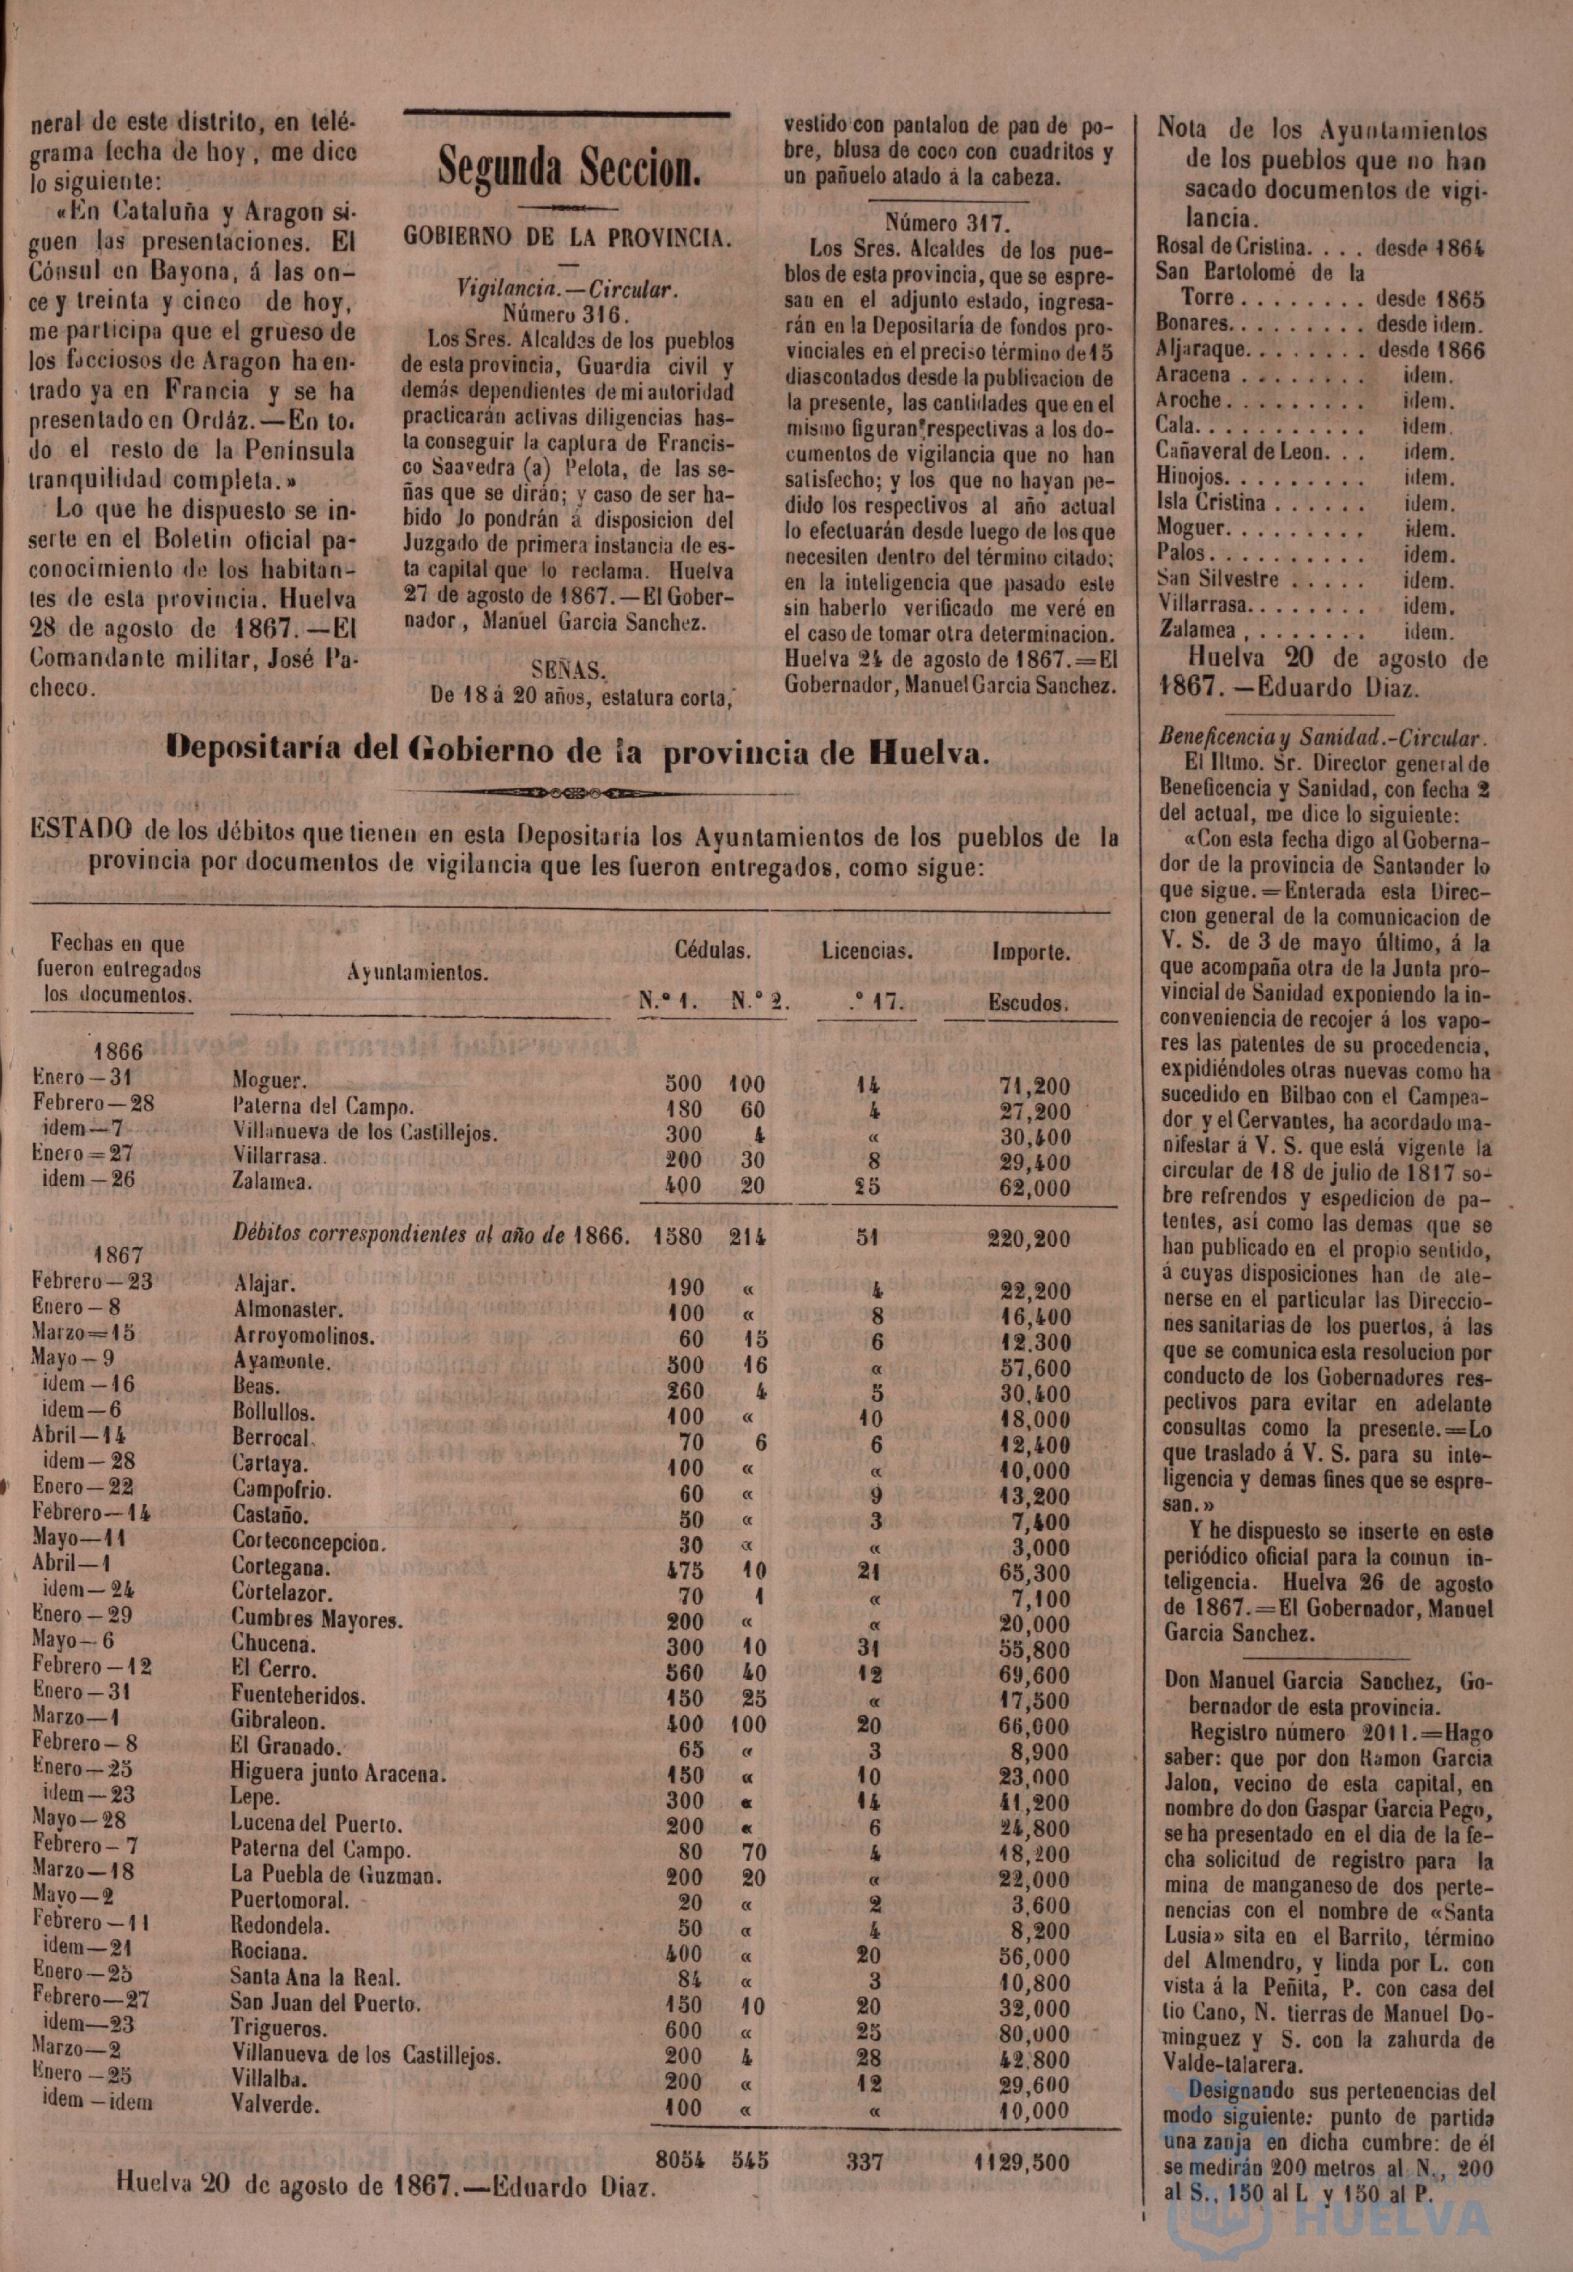 neral de este distrito, en telé-
grama fecha de hoy, me dice
lo siguiente:
«En Cataluña y Aragon si-
guen las presentaciones. El
Cónsul en Bayona, á las on-
ce y treinta y cinco de hoy,
me participa que el grueso de
los facciosos de Aragon ha en-
trado ya en Francia y se ha
presentado en Ordáz.—En to-
do el resto de la Península
tranquilidad completa.»
Lo que he dispuesto se in-
serte en el Boletin oficial pa-
conocimiento de los habitan-
tes de esta provincia. Huelva
28 de agosto de 1867.—El
Comandante militar, José Pa-
checo.
Segunda Seccion.
GOBIERNO DE LA PROVINCIA.
Vigilancia.—Circular.
Número 316.
Los Sres. Alcaldes de los pueblos
de esta provincia, Guardia civil y
demás dependientes de mi autoridad
practicarán activas diligencias has-
ta conseguir la captura de Francis-
co Saavedra (a) Pelota, de las se-
ñas que se dirán; y caso de ser ha-
bido lo pondrán á disposicion del
Juzgado de primera instancia de es-
ta capital que lo reclama. Huelva
27 de agosto de 1867.—El Gober-
nador, Manuel Garcia Sanchez.
SEÑAS.
De 18 á 20 años, estatura corta,
vestido con pantalon de pan de po-
bre, blusa de coco con cuadritos y
un pañuelo atado á la cabeza.
Número 317.
Los Sres. Alcaldes de los pue-
blos de esta provincia, que se espre-
san en el adjunto estado, ingresa-
rán en la Depositaría de fondos pro-
vinciales en el preciso término de 15
dias contados desde la publicacion de
la presente, las cantidades que en el
mismo figuran respectivas a los do-
cumentos de vigilancia que no han
satisfecho; y los que no hayan pe-
dido los respectivos al año actual
lo efectuarán desde luego de los que
necesiten dentro del término citado;
en la inteligencia que pasado este
sin haberlo verificado me veré en
el caso de tomar otra determinacion.
Huelva 24 de agosto de 1867.=El
Gobernador, Manuel Garcia Sanchez.
Depositaría del Gobierno de la provincia de Huelva.
ESTADO de los débitos que tienen en esta Depositaría los Ayuntamientos de los pueblos de la
provincia por documentos de vigilancia que les fueron entregados, como sigue:
Fechas en que
fueron entregados
los documentos. Ayuntamientos. Cédulas. Licencias. Importe.
N.º 1. N.º 2. .º 17. Escudos.
1866
Enero—31 Moguer. 500 100 14 71,200
Febrero—28 Paterna del Campo. 180 60 4 27,200
idem—7 Villanueva de los Castillejos. 300 4 « 30,400
Enero=27 Villarrasa. 200 30 8 29,400
idem—26 Zalamea. 400 20 25 62,000
Débitos correspondientes al año de 1866. 1580 214 51 220,200
1867
Febrero—23 Alajar. 190 « 4 22,200
Enero—8 Almonaster. 100 « 8 16,400
Marzo=15 Arroyomolinos. 60 15 6 12,300
Mayo—9 Ayamonte. 500 16 « 57,600
idem—16 Beas. 260 4 5 30,400
idem—6 Bollullos. 100 « 10 18,000
Abril—14 Berrocal. 70 6 6 12,400
idem—28 Cartaya. 100 « « 10,000
Enero—22 Campofrio. 60 « 9 13,200
Febrero—14 Castaño. 50 « 3 7,400
Mayo—11 Corteconcepcion. 30 « « 3,000
Abril—1 Cortegana. 475 10 21 65,300
idem—24 Cortelazor. 70 1 « 7,100
Enero—29 Cumbres Mayores. 200 « « 20,000
Mayo—6 Chucena. 300 10 31 55,800
Febrero—12 El Cerro. 560 40 12 69,600
Enero—31 Fuenteheridos. 150 25 « 17,500
Marzo—1 Gibraleon. 400 100 20 66,000
Febrero—8 El Granado. 65 « 3 8,900
Enero—25 Higuera junto Aracena. 150 « 10 23,000
idem—23 Lepe. 300 « 14 41,200
Mayo—28 Lucena del Puerto. 200 « 6 24,800
Febrero—7 Paterna del Campo. 80 70 4 18,200
Marzo—18 La Puebla de Guzman. 200 20 « 22,000
Mayo—2 Puertomoral. 20 « 2 3,600
Febrero—11 Redondela. 50 « 4 8,200
idem—21 Rociana. 400 « 20 56,000
Enero—25 Santa Ana la Real. 84 « 3 10,800
Febrero—27 San Juan del Puerto. 150 10 20 32,000
idem—23 Trigueros. 600 « 25 80,000
Marzo—2 Villanueva de los Castillejos. 200 4 28 42,800
Enero—25 Villalba. 200 « 12 29,600
idem—idem Valverde. 100 « « 10,000
8054 545 337 1129,500
Huelva 20 de agosto de 1867.—Eduardo Diaz.
Nota de los Ayuntamientos
de los pueblos que no han
sacado documentos de vigi-
lancia.
Rosal de Cristina. . . . desde 1864
San Bartolomé de la
Torre. . . . . . . . desde 1865
Bonares. . . . . . . . . desde idem.
Aljaraque. . . . . . . . desde 1866
Aracena . . . . . . . idem.
Aroche. . . . . . . . . idem.
Cala. . . . . . . . . . . idem.
Cañaveral de Leon. . . idem.
Hinojos. . . . . . . . . idem.
Isla Cristina . . . . . . idem.
Moguer. . . . . . . . . idem.
Palos. . . . . . . . . . idem.
San Silvestre . . . . . idem.
Villarrasa. . . . . . . . idem.
Zalamea , . . . . . . . idem.
Huelva 20 de agosto de
1867.—Eduardo Diaz.
Beneficencia y Sanidad.-Circular.
El Iltmo. Sr. Director general de
Beneficencia y Sanidad, con fecha 2
del actual, me dice lo siguiente:
«Con esta fecha digo al Goberna-
dor de la provincia de Santander lo
que sigue.=Enterada esta Direc-
cion general de la comunicacion de
V. S. de 3 de mayo último, á la
que acompaña otra de la Junta pro-
vincial de Sanidad exponiendo la in-
conveniencia de recojer á los vapo-
res las patentes de su procedencia,
expidiéndoles otras nuevas como ha
sucedido en Bilbao con el Campea-
dor y el Cervantes, ha acordado ma-
nifestar á V. S. que está vigente la
circular de 18 de julio de 1817 so-
bre refrendos y espedicion de pa-
tentes, así como las demas que se
han publicado en el propio sentido,
á cuyas disposiciones han de ate-
nerse en el particular las Direccio-
nes sanitarias de los puertos, á las
que se comunica esta resolucion por
conducto de los Gobernadores res-
pectivos para evitar en adelante
consultas como la presente.=Lo
que traslado á V. S. para su inte-
ligencia y demas fines que se espre-
san.»
Y he dispuesto se inserte en este
periódico oficial para la comun in-
teligencia. Huelva 26 de agosto
de 1867.=El Gobernador, Manuel
Garcia Sanchez.
Don Manuel Garcia Sanchez, Go-
bernador de esta provincia.
Registro número 2011.=Hago
saber: que por don Ramon Garcia
Jalon, vecino de esta capital, en
nombre do don Gaspar Garcia Pego,
se ha presentado en el dia de la fe-
cha solicitud de registro para la
mina de manganeso de dos perte-
nencias con el nombre de «Santa
Lusia» sita en el Barrito, término
del Almendro, y linda por L. con
vista á la Peñita, P. con casa del
tio Cano, N. tierras de Manuel Do-
minguez y S. con la zahurda de
Valde-talarera.
Designando sus pertenencias del
modo siguiente: punto de partida
una zanja en dicha cumbre: de él
se medirán 200 metros al N., 200
al S., 150 al L y 150 al P.
HUELVA